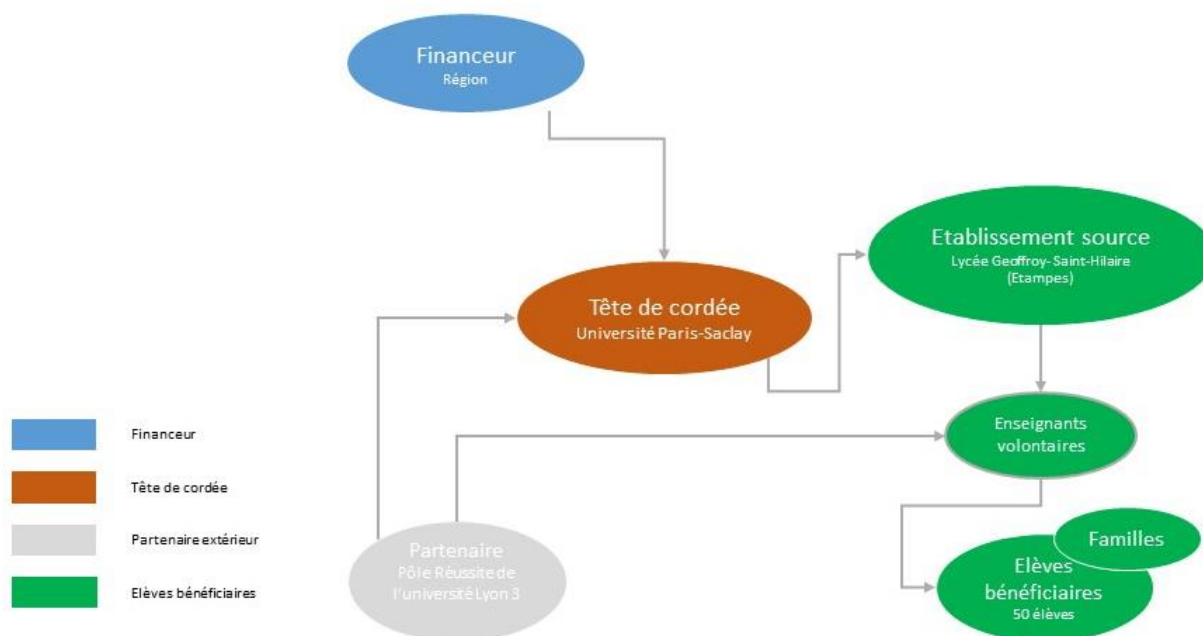 Financeur
Région
Etablissement source
Lycée Geoffroy- Saint-Hilaire
(Etampes)
Tête de cordée
Université Paris-Saclay
Enseignants
volontaires
Familles
Elèves
bénéficiaires
50 élèves
Partenaire
Pôle Réussite de
l'université Lyon 3
Financeur
Tête de cordée
Partenaire extérieur
Elèves bénéficiaires